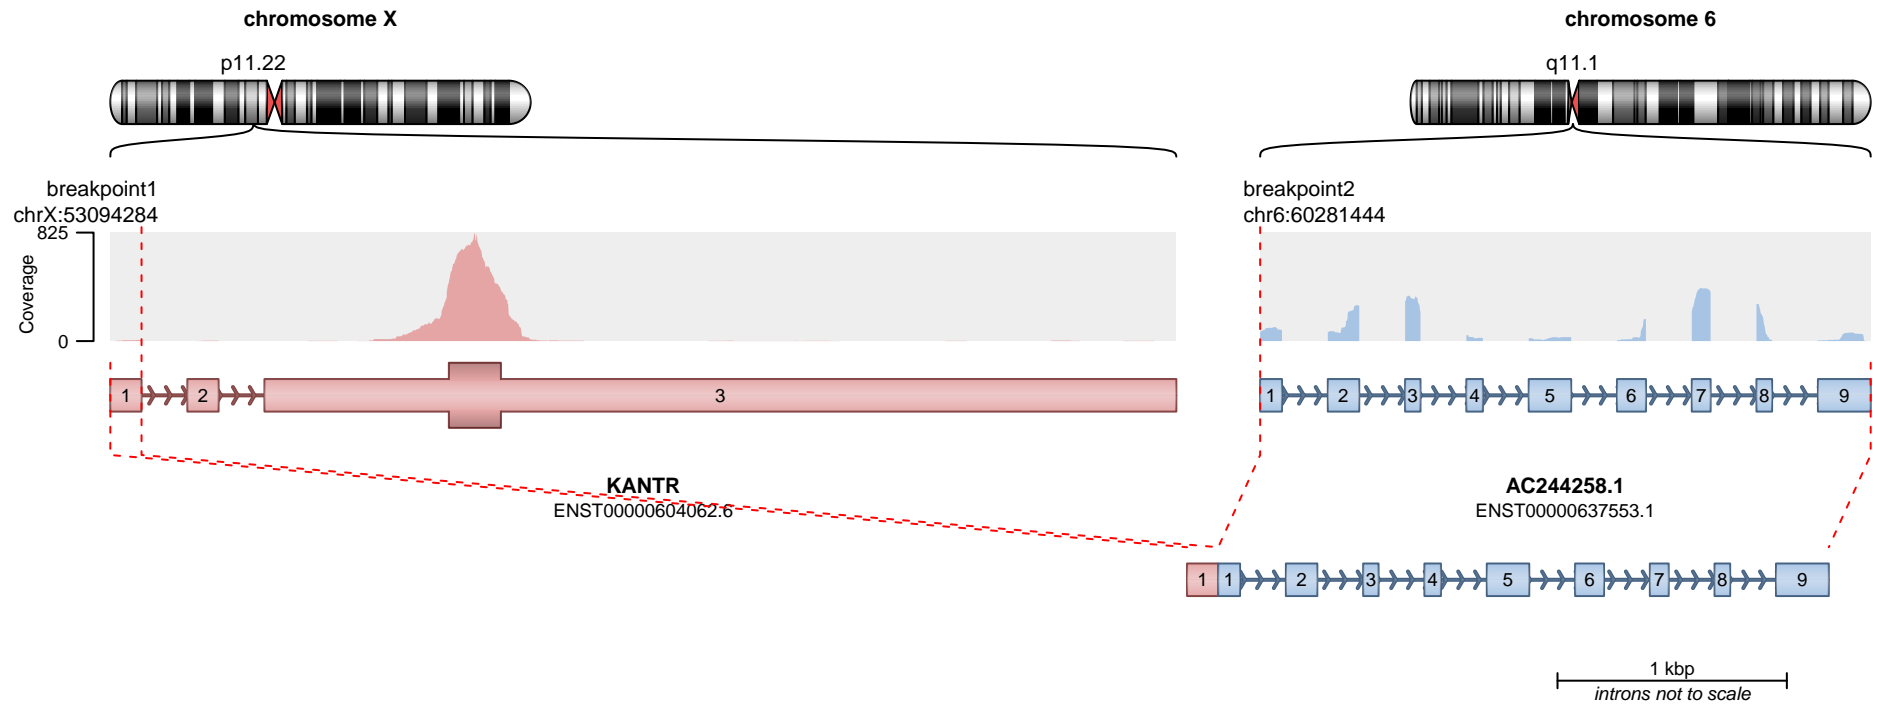 chromosome X
chromosome 6
p11.22
q11.1
breakpoint1
chrX:53094284
breakpoint2
chr6:60281444
825
Coverage
0
1 2 3
1 2 3 4 5 6 7 8 9
KANTR
ENST00000604062.6
AC244258.1
ENST00000637553.1
1 1 2 3 4 5 6 7 8 9
1 kbp
introns not to scale